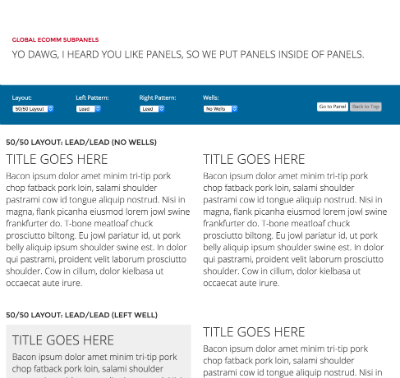 GLOBAL ECOMM SUBPANELS
YO DAWG, I HEARD YOU LIKE PANELS, SO WE PUT PANELS INSIDE OF PANELS.
Layout: Left Pattern: Right Pattern: Wells:
50/50 Layout Lead Lead No Wells Go to Panel Back to Top
50/50 LAYOUT: LEAD/LEAD (NO WELLS)
TITLE GOES HERE
Bacon ipsum dolor amet minim tri-tip pork
chop fatback pork loin, salami shoulder
pastrami cow id tongue aliquip nostrud. Nisi in
magna, flank picanha eiusmod lorem jowl swine
frankfurter do. T-bone meatloaf chuck
prosciutto biltong. Eu jowl pariatur id, ut pork
belly aliquip ipsum shoulder swine est. In dolor
qui pastrami, proident velit laborum prosciutto
shoulder. Cow in cillum, dolor kielbasa ut
occaecat aute irure.
TITLE GOES HERE
Bacon ipsum dolor amet minim tri-tip pork
chop fatback pork loin, salami shoulder
pastrami cow id tongue aliquip nostrud. Nisi in
magna, flank picanha eiusmod lorem jowl swine
frankfurter do. T-bone meatloaf chuck
prosciutto biltong. Eu jowl pariatur id, ut pork
belly aliquip ipsum shoulder swine est. In dolor
qui pastrami, proident velit laborum prosciutto
shoulder. Cow in cillum, dolor kielbasa ut
occaecat aute irure.
50/50 LAYOUT: LEAD/LEAD (LEFT WELL)
TITLE GOES HERE
Bacon ipsum dolor amet minim tri-tip pork
chop fatback pork loin, salami shoulder
TITLE GOES HERE
Bacon ipsum dolor amet minim tri-tip pork
chop fatback pork loin, salami shoulder
pastrami cow id tongue aliquip nostrud. Nisi in